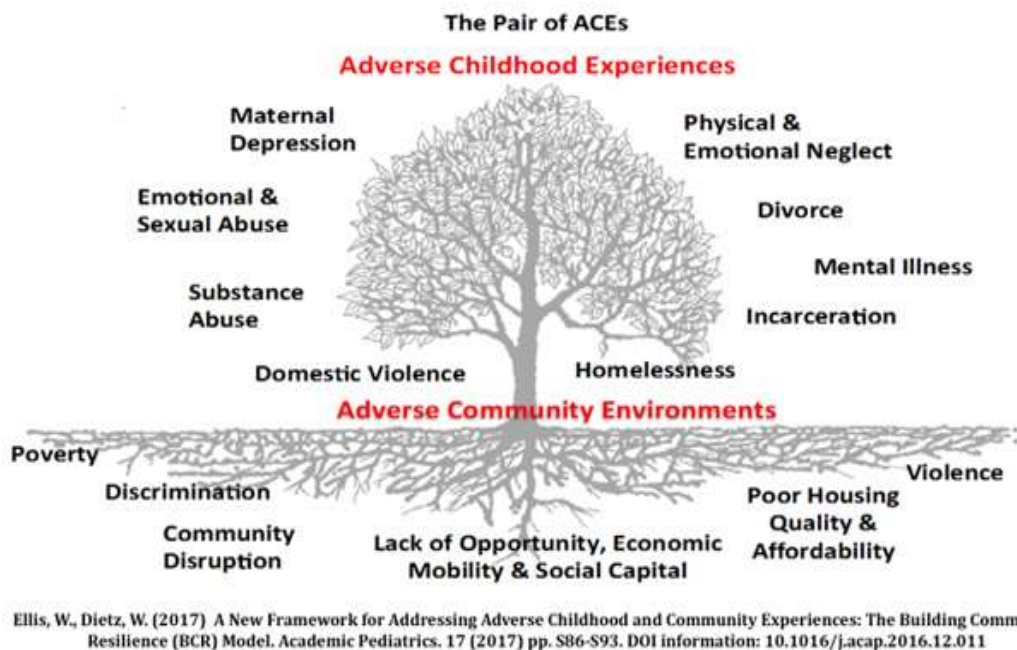 The Pair of ACEs
Adverse Childhood Experiences
Maternal
Depression
Physical &
Emotional Neglect
Emotional &
Sexual Abuse
Divorce
Mental Illness
Substance
Abuse
Incarceration
Domestic Violence
Homelessness
Adverse Community Environments
Poverty
Violence
Discrimination
Poor Housing
Quality &
Affordability
Community
Disruption
Lack of Opportunity, Economic
Mobility & Social Capital
Ellis, W., Dietz, W. (2017) A New Framework for Addressing Adverse Childhood and Community Experiences: The Building Comm
Resilience (BCR) Model. Academic Pediatrics. 17 (2017) pp. S86-S93. DOI information: 10.1016/j.acap.2016.12.011